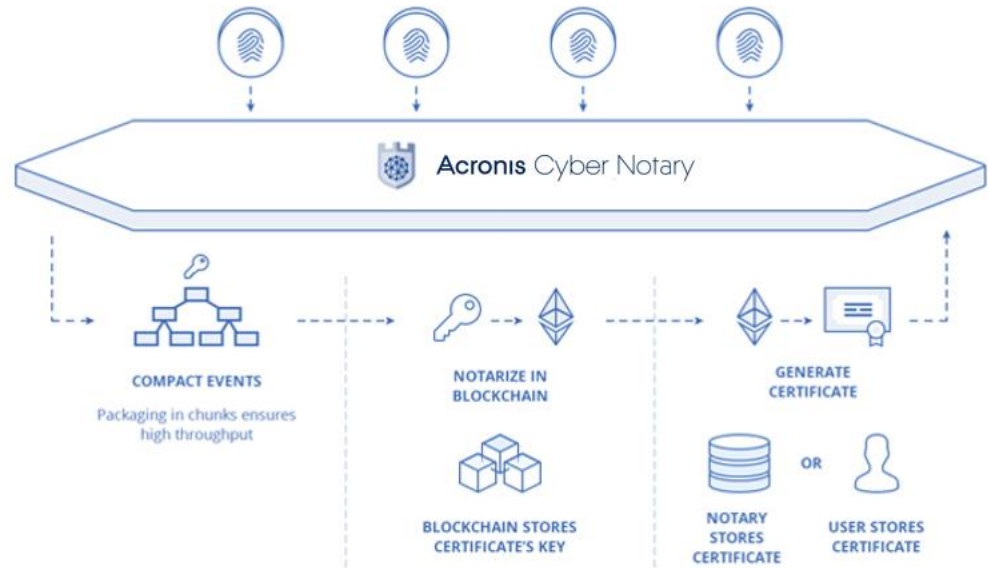 Acronis Cyber Notary
COMPACT EVENTS
Packaging in chunks ensures
high throughput
NOTARIZE IN
BLOCKCHAIN
BLOCKCHAIN STORES
CERTIFICATE'S KEY
GENERATE
CERTIFICATE
OR
NOTARY
STORES
CERTIFICATE
USER STORES
CERTIFICATE